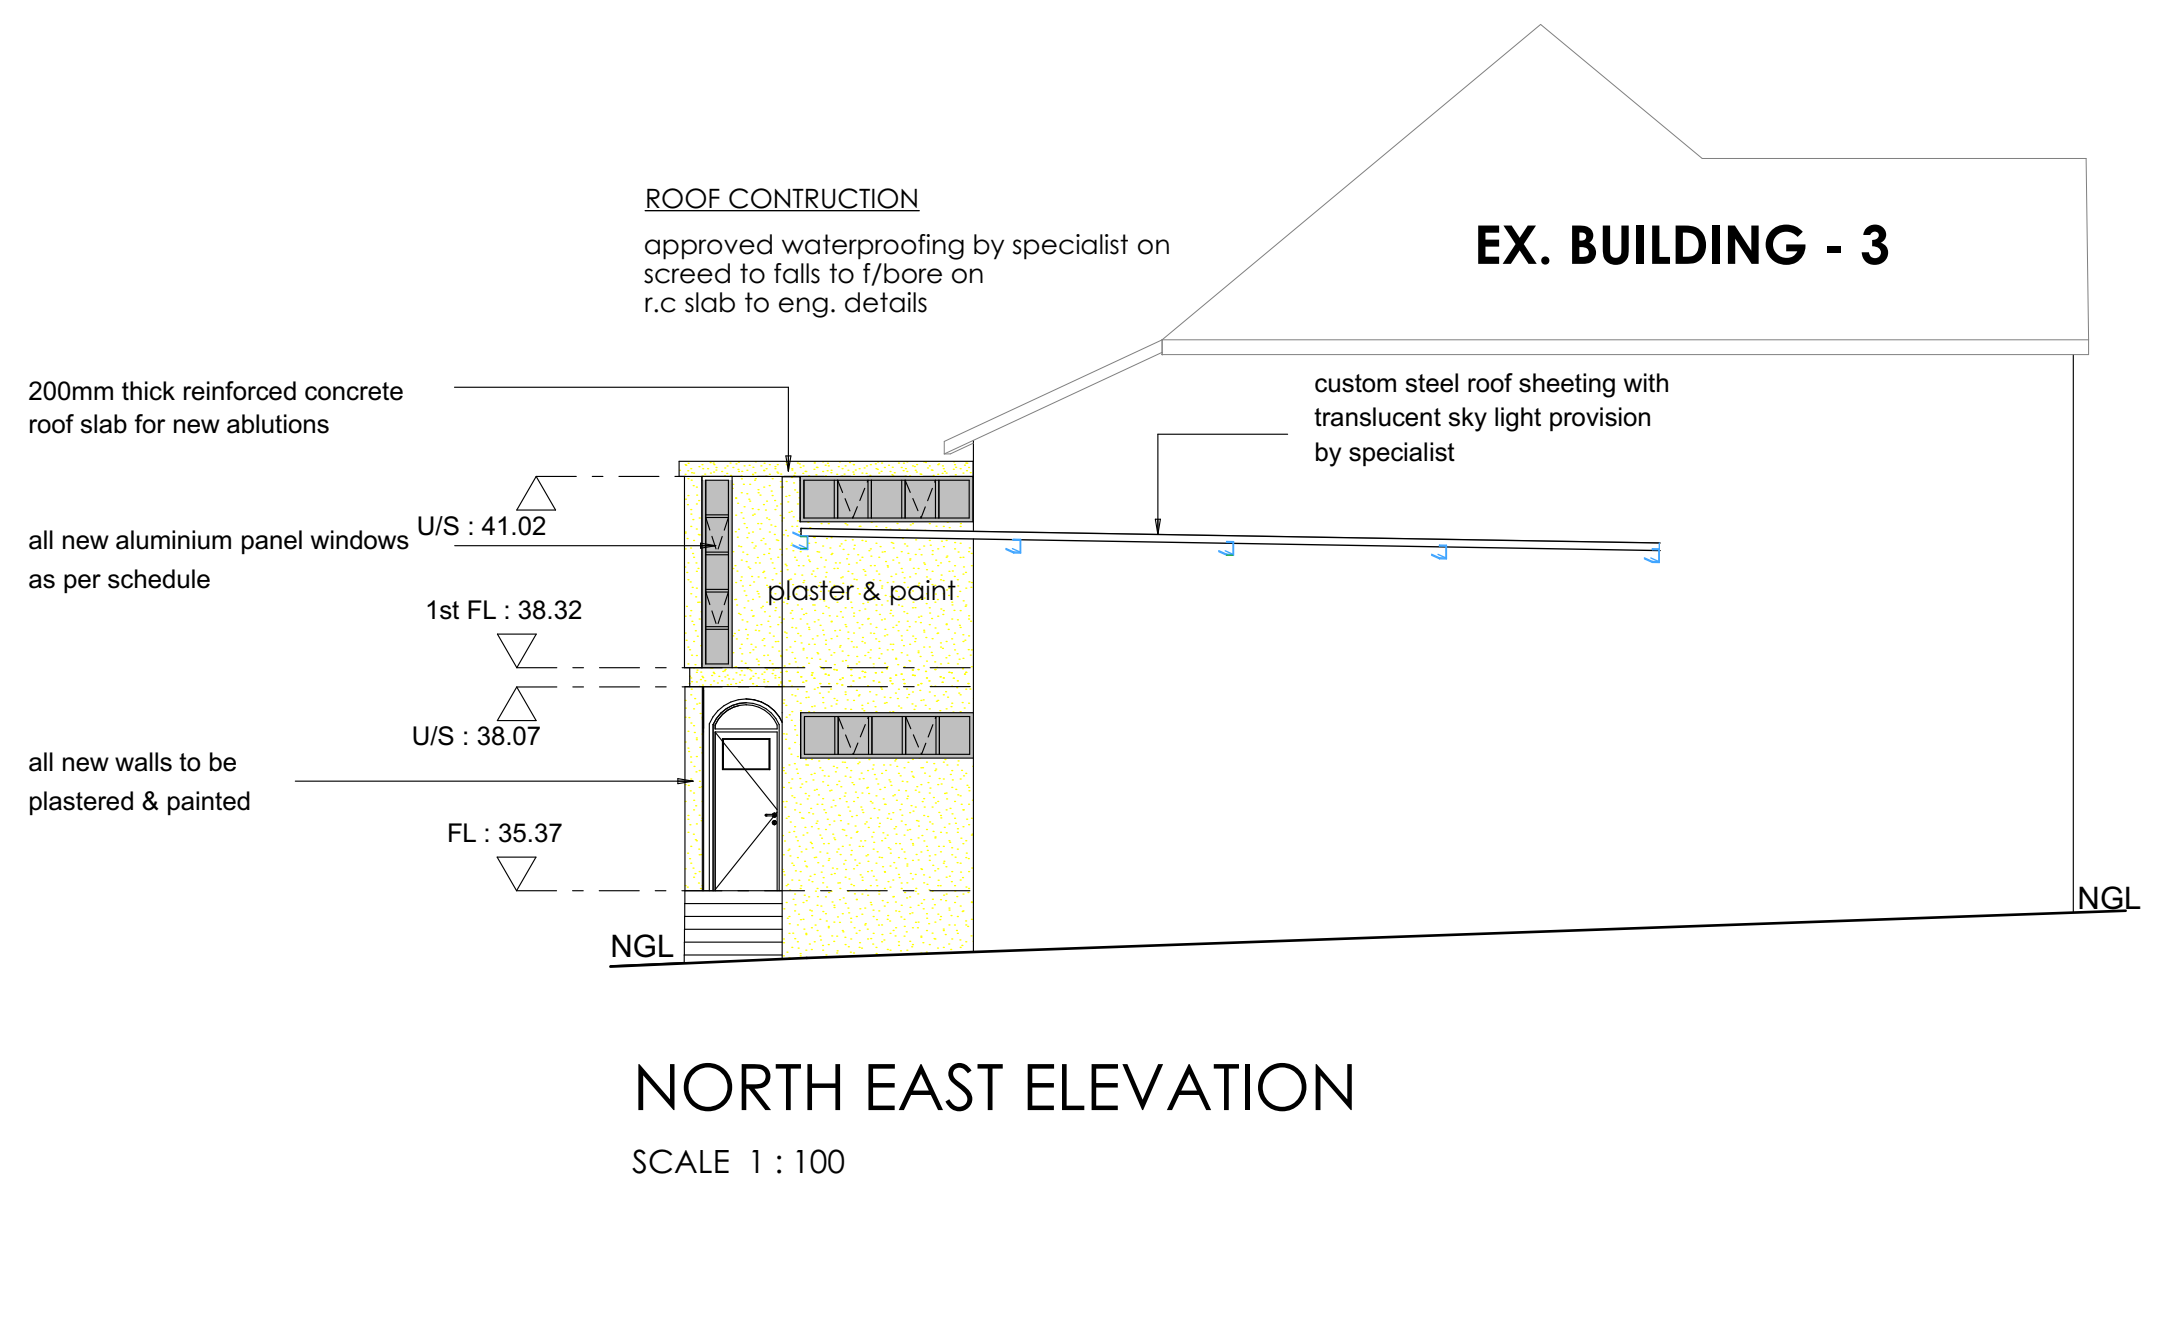 EX. BUILDING - 3
ROOF CONTRUCTION
approved waterproofing by specialist on
screed to falls to f/bore on
r.c slab to eng. details
200mm thick reinforced concrete
roof slab for new ablutions
custom steel roof sheeting with
translucent sky light provision
by specialist
U/S : 41.02
all new aluminium panel windows
as per schedule
plaster & paint
1st FL : 38.32
U/S : 38.07
all new walls to be
plastered & painted
FL : 35.37
NGL
NGL
NORTH EAST ELEVATION
SCALE 1 : 100